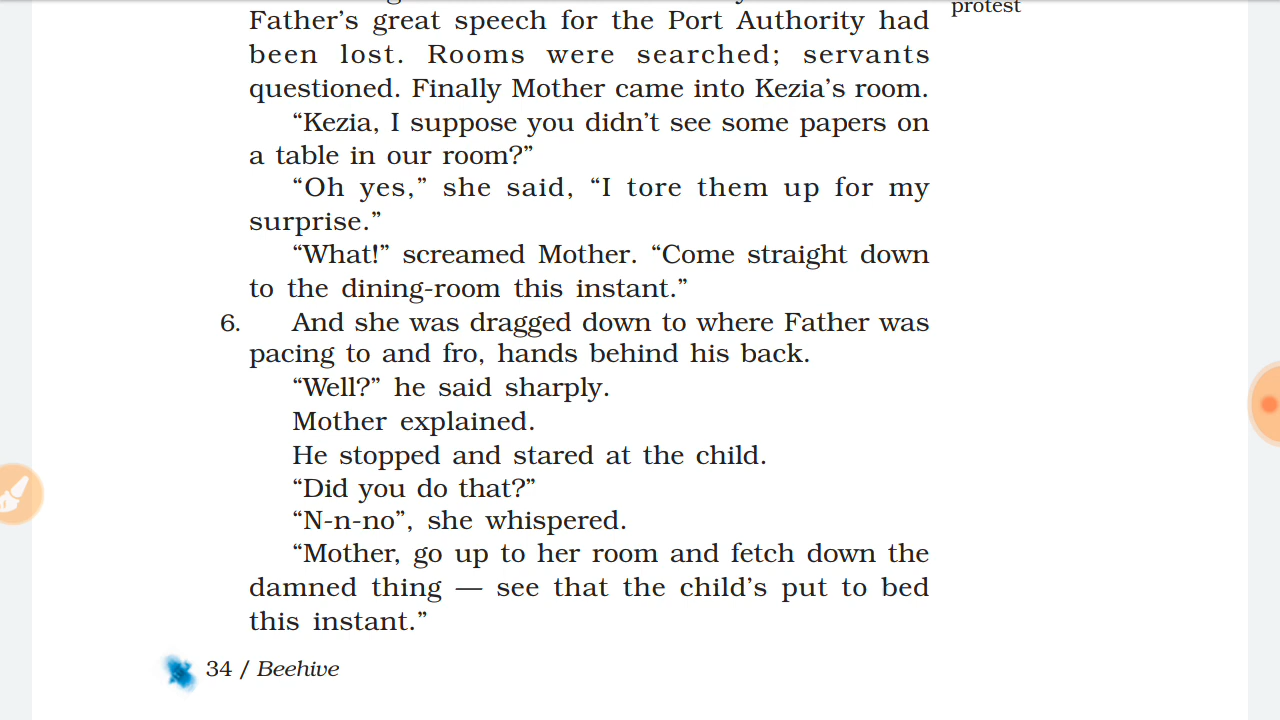 protest
Father’s great speech for the Port Authority had
been lost. Rooms were searched; servants
questioned. Finally Mother came into Kezia’s room.
“Kezia, I suppose you didn’t see some papers on
a table in our room?”
“Oh yes,” she said, “I tore them up for my
surprise.”
“What!” screamed Mother. “Come straight down
to the dining-room this instant.”
6. And she was dragged down to where Father was
pacing to and fro, hands behind his back.
“Well?” he said sharply.
Mother explained.
He stopped and stared at the child.
“Did you do that?”
“N-n-no”, she whispered.
“Mother, go up to her room and fetch down the
damned thing — see that the child’s put to bed
this instant.”
34 / Beehive